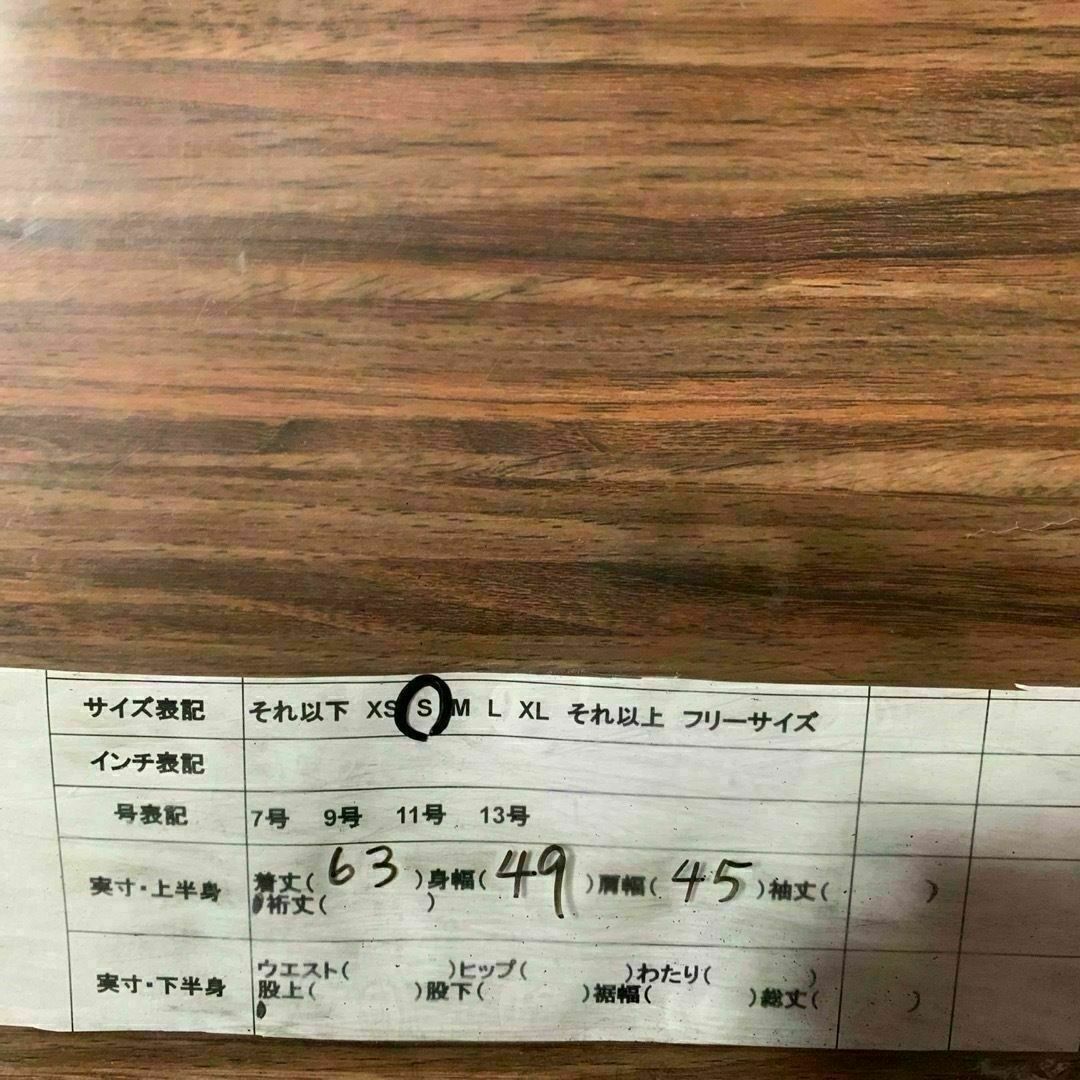 サイズ表記 それ以下 XS S M L XL それ以上 フリーサイズ
インチ表記
号表記 7号 9号 11号 13号
実寸・上半身 着丈( 63 )身幅( 49 )肩幅( 45 )袖丈( )
裄丈( )
実寸・下半身 ウエスト( )ヒップ( )わたり( )
股上( )股下( )裾幅( )総丈( )